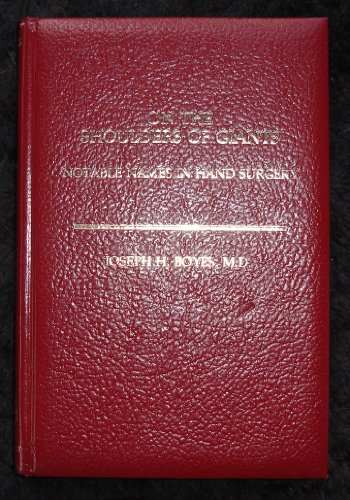 ON THE
SHOULDERS OF GIANTS
NOTABLE NAMES IN HAND SURGERY
JOSEPH H. BOYES, M.D.